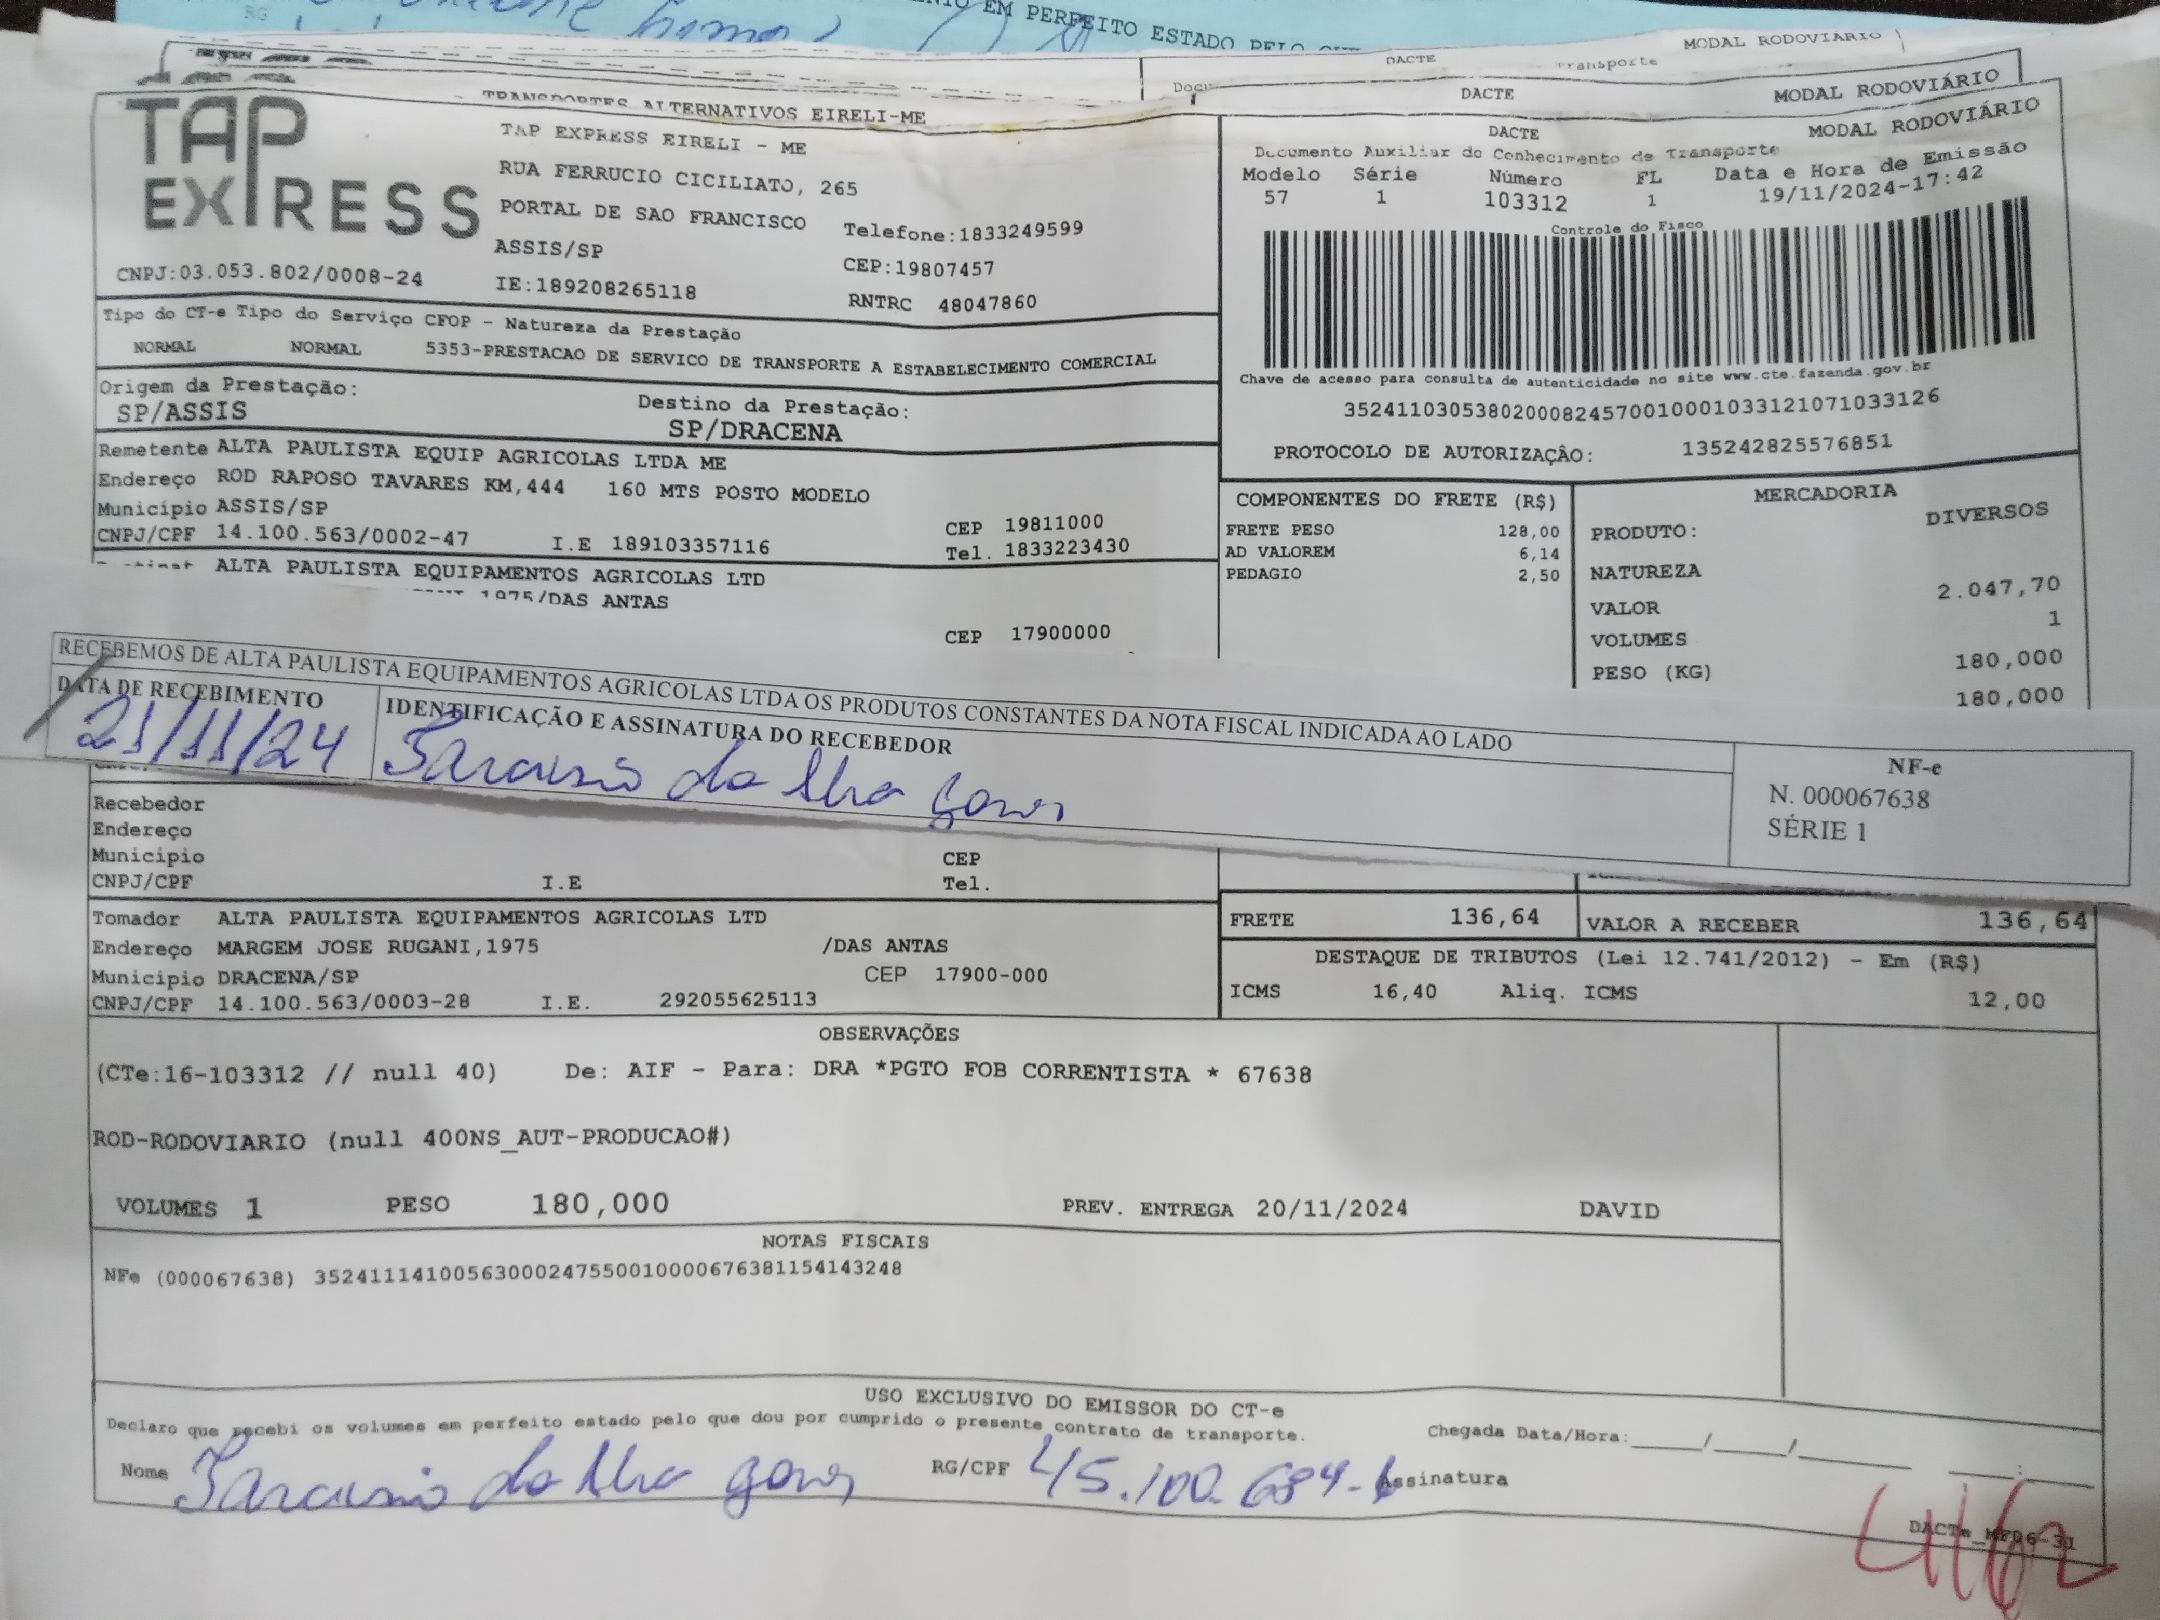 RG
EM PERFEITO ESTADO PELO QUE
DACTE
Transporte
MODAL RODOVIÁRIO
DACTE
MODAL RODOVIÁRIO
TAP EXPRESS
TRANSPORTES ALTERNATIVOS EIRELI-ME
TAP EXPRESS EIRELI - ME
RUA FERRUCIO CICILIATO, 265
PORTAL DE SAO FRANCISCO Telefone:1833249599
ASSIS/SP CEP:19807457
CNPJ:03.053.802/0008-24 IE:189208265118 RNTRC 48047860
DACTE MODAL RODOVIÁRIO
Documento Auxiliar do Conhecimento de Transporte
Modelo Série Número FL Data e Hora de Emissão
57 1 103312 1 19/11/2024-17:42
Controle do Fisco
Chave de acesso para consulta de autenticidade no site www.cte.fazenda.gov.br
35241103053802000824570010001033121071033126
PROTOCOLO DE AUTORIZAÇÂO: 135242825576851
Tipo do CT-e Tipo do Serviço CFOP - Natureza da Prestação
NORMAL NORMAL 5353-PRESTACAO DE SERVICO DE TRANSPORTE A ESTABELECIMENTO COMERCIAL
Origem da Prestação: Destino da Prestação:
SP/ASSIS SP/DRACENA
Remetente ALTA PAULISTA EQUIP AGRICOLAS LTDA ME
Endereço ROD RAPOSO TAVARES KM,444 160 MTS POSTO MODELO
Município ASSIS/SP CEP 19811000
CNPJ/CPF 14.100.563/0002-47 I.E 189103357116 Tel. 1833223430
ALTA PAULISTA EQUIPAMENTOS AGRICOLAS LTD
1975/DAS ANTAS
CEP 17900000
COMPONENTES DO FRETE (R$)
FRETE PESO 128,00
AD VALOREM 6,14
PEDAGIO 2,50
MERCADORIA
PRODUTO: DIVERSOS
NATUREZA
VALOR 2.047,70
VOLUMES 1
PESO (KG) 180,000
180,000
RECEBEMOS DE ALTA PAULISTA EQUIPAMENTOS AGRICOLAS LTDA OS PRODUTOS CONSTANTES DA NOTA FISCAL INDICADA AO LADO
DATA DE RECEBIMENTO IDENTIFICAÇÃO E ASSINATURA DO RECEBEDOR
21/11/24
NF-e
N. 000067638
SÉRIE 1
Recebedor
Endereço
Município CEP
CNPJ/CPF I.E Tel.
Tomador ALTA PAULISTA EQUIPAMENTOS AGRICOLAS LTD
Endereço MARGEM JOSE RUGANI,1975 /DAS ANTAS
Município DRACENA/SP CEP 17900-000
CNPJ/CPF 14.100.563/0003-28 I.E. 292055625113
FRETE 136,64 VALOR A RECEBER 136,64
DESTAQUE DE TRIBUTOS (Lei 12.741/2012) - Em (R$)
ICMS 16,40 Aliq. ICMS 12,00
OBSERVAÇÕES
(CTe:16-103312 // null 40) De: AIF - Para: DRA *PGTO FOB CORRENTISTA * 67638
ROD-RODOVIARIO (null 400NS_AUT-PRODUCAO#)
VOLUMES 1 PESO 180,000 PREV. ENTREGA 20/11/2024 DAVID
NOTAS FISCAIS
NFe (000067638) 35241114100563000247550010000676381154143248
USO EXCLUSIVO DO EMISSOR DO CT-e
Declaro que recebi os volumes em perfeito estado pelo que dou por cumprido o presente contrato de transporte. Chegada Data/Hora:____/____/______ ___:___
Nome RG/CPF 45.100.684-6 Assinatura